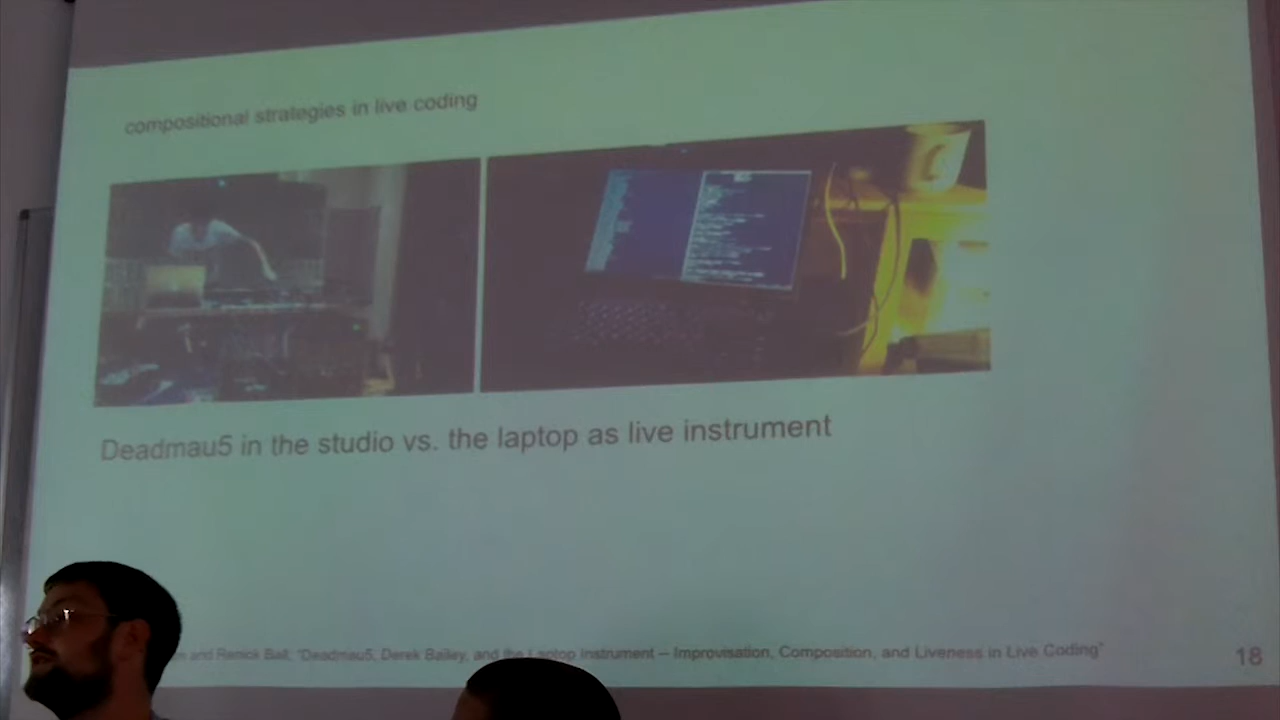 compositional strategies in live coding
Deadmau5 in the studio vs. the laptop as live instrument
and Renick Ball, "Deadmau5, Derek Bailey, and the Laptop Instrument – Improvisation, Composition, and Liveness in Live Coding"
18